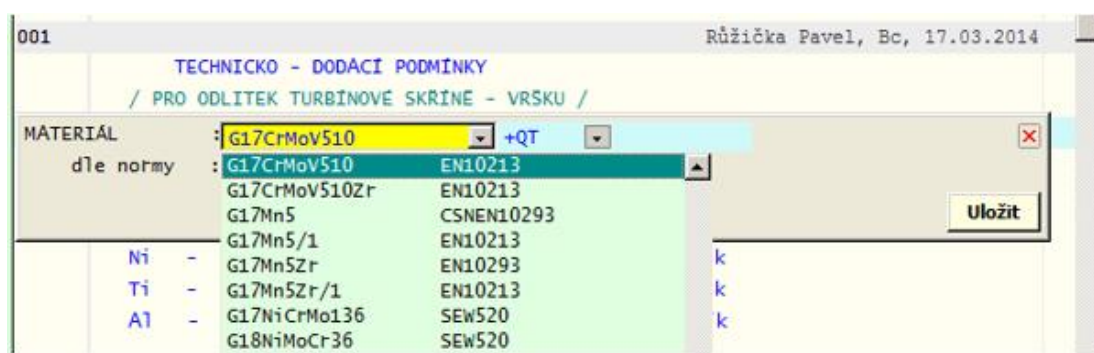 001 Růžička Pavel, Bc, 17.03.2014
TECHNICKO - DODACÍ PODMÍNKY
/ PRO ODLITEK TURBÍNOVÉ SKŘÍNĚ - VRŠKU /
MATERIÁL : G17CrMoV510 +QT
dle normy : G17CrMoV510 EN10213
G17CrMoV510Zr EN10213
G17Mn5 CSNEN10293
Uložit
G17Mn5/1 EN10213
Ni - G17Mn5Zr EN10293 k
Ti - G17Mn5Zr/1 EN10213 k
Al - G17NiCrMo136 SEW520 k
G18NiMoCr36 SEW520